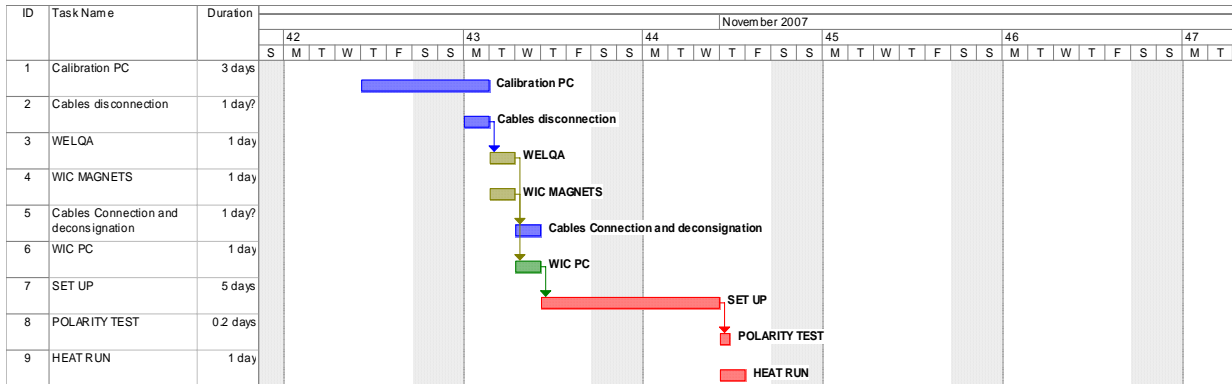 ID Task Name Duration
November 2007
42 43 44 45 46 47
S M T W T F S S M T W T F S S M T W T F S S M T W T F S S M T W T F S S M T
1 Calibration PC 3 days
Calibration PC
2 Cables disconnection 1 day?
Cables disconnection
3 WELQA 1 day
WELQA
4 WIC MAGNETS 1 day
WIC MAGNETS
5 Cables Connection and deconsignation 1 day?
Cables Connection and deconsignation
6 WIC PC 1 day
WIC PC
7 SET UP 5 days
SET UP
8 POLARITY TEST 0.2 days
POLARITY TEST
9 HEAT RUN 1 day
HEAT RUN